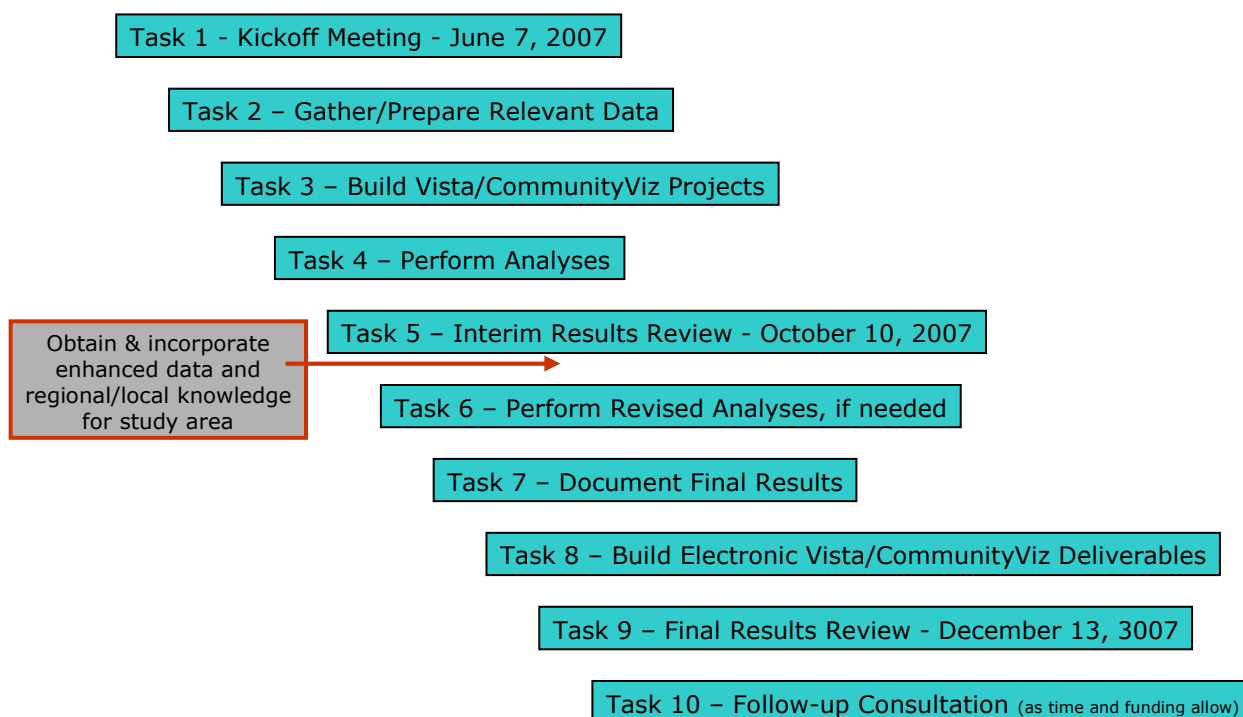 Task 1 - Kickoff Meeting - June 7, 2007
Task 2 – Gather/Prepare Relevant Data
Task 3 – Build Vista/CommunityViz Projects
Task 4 – Perform Analyses
Task 5 – Interim Results Review - October 10, 2007
Obtain & incorporate
enhanced data and
regional/local knowledge
for study area
Task 6 – Perform Revised Analyses, if needed
Task 7 – Document Final Results
Task 8 – Build Electronic Vista/CommunityViz Deliverables
Task 9 – Final Results Review - December 13, 3007
Task 10 – Follow-up Consultation (as time and funding allow)